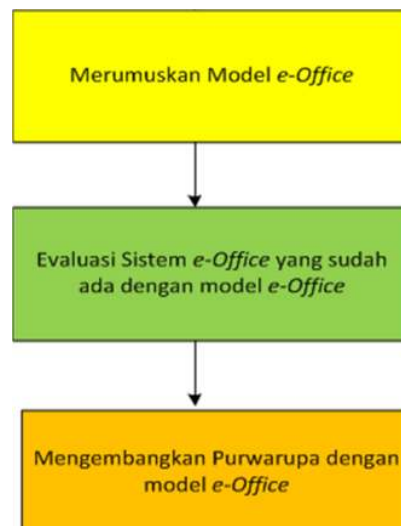 Merumuskan Model e-Office
Evaluasi Sistem e-Office yang sudah
ada dengan model e-Office
Mengembangkan Purwarupa dengan
model e-Office